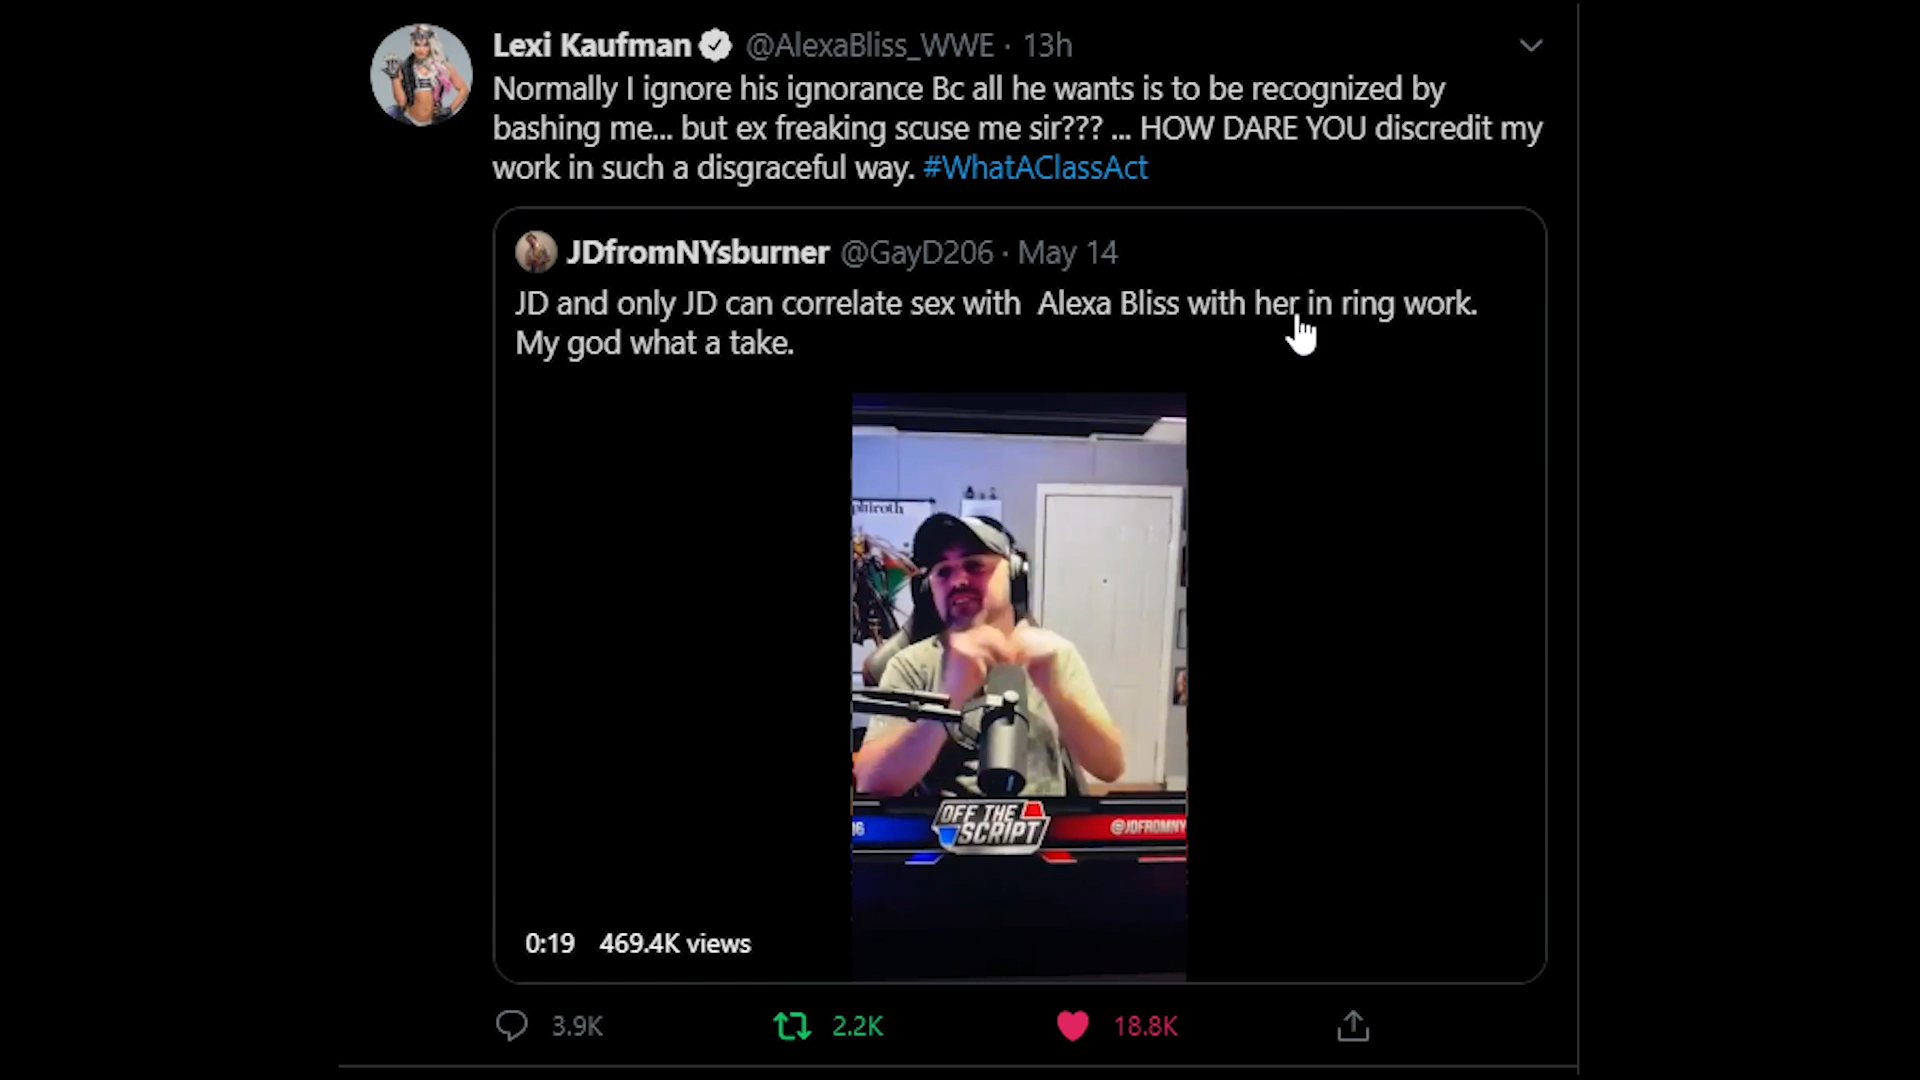 Lexi Kaufman @AlexaBliss_WWE · 13h
Normally I ignore his ignorance Bc all he wants is to be recognized by
bashing me... but ex freaking scuse me sir??? ... HOW DARE YOU discredit my
work in such a disgraceful way. #WhatAClassAct
JDfromNYsburner @GayD206 · May 14
JD and only JD can correlate sex with  Alexa Bliss with her in ring work.
My god what a take.
phiroth
OFF THE
SCRIPT
@JDFROMNY
0:19 469.4K views
3.9K 2.2K 18.8K